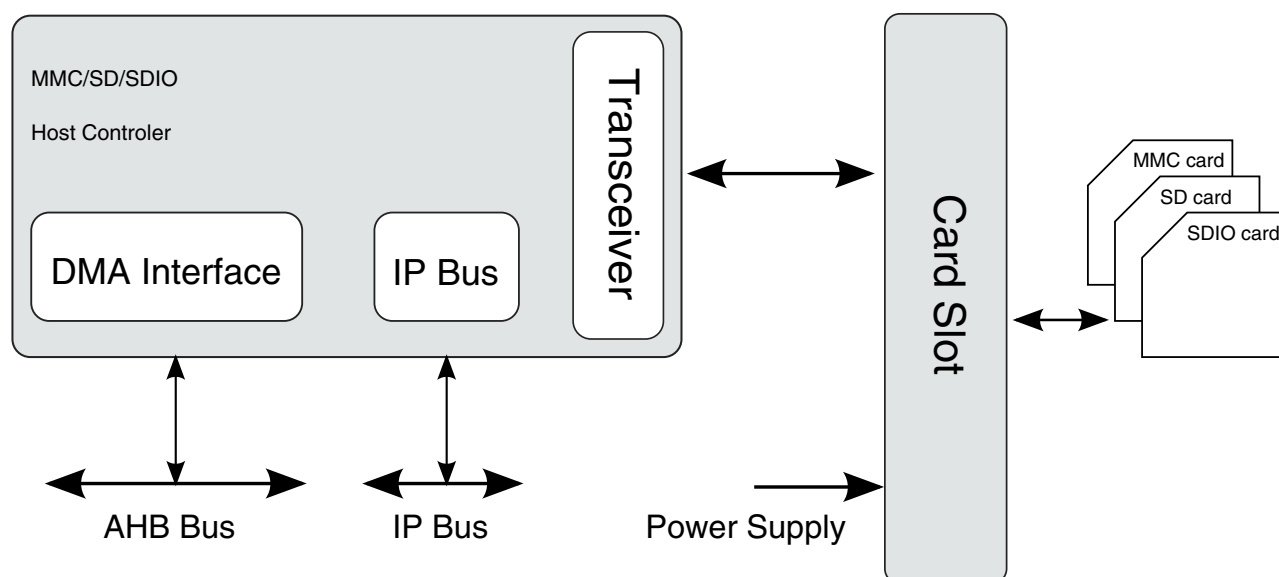 MMC/SD/SDIO
Host Controler
Transceiver
DMA Interface
IP Bus
AHB Bus
IP Bus
Power Supply
Card Slot
MMC card
SD card
SDIO card